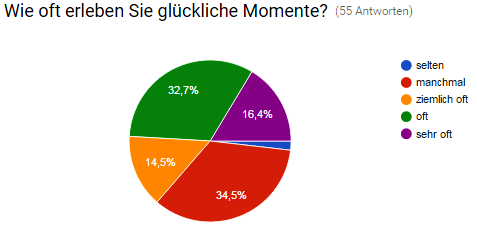 Wie oft erleben Sie glückliche Momente? (55 Antworten)
selten
manchmal
ziemlich oft
oft
sehr oft
32,7%
16,4%
14,5%
34,5%